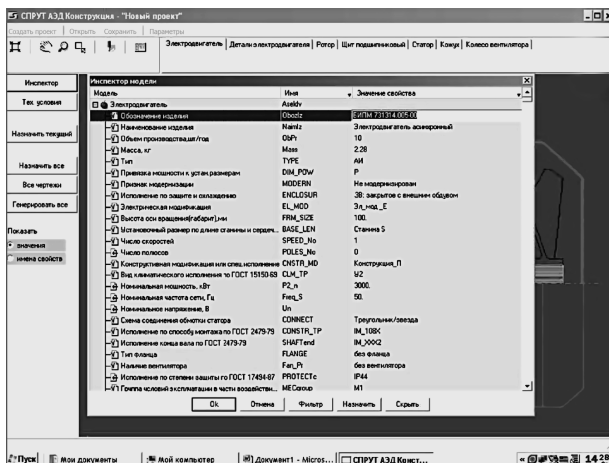 СПРУТ АЭД Конструкция - "Новый проект"
Создать проект | Открыть Сохранить | Параметры
Электродвигатель | Детали электродвигателя | Ротор | Щит подшипниковый | Статор | Кожух | Колесо вентилятора
Инспектор
Тех. условия
Назначить текущий
Назначить все
Все чертежи
Генерировать все
Показать
значения
имена свойств
Инспектор модели
Модель Имя Значение свойства
Электродвигатель Aseldv
Обозначение изделия Oboziz ЕИПМ 731314.005-00
Наименование изделия Naimiz Электродвигатель асинхронный
Объем производства,шт/год ObPr 10
Масса, кг Mass 2.28
Тип TYPE АИ
Привязка мощности к устан.размерам DIM_POW Р
Признак модернизации MODERN Не модернизирован
Исполнение по защите и охлаждению ENCLOSUR ЗВ: закрытое с внешним обдувом
Электрическая модификация EL_MOD Эл_мод_Е
Высота оси вращения(габарит),мм FRM_SIZE 100.
Установочный размер по длине станины и сердеч... BASE_LEN Станина S
Число скоростей SPEED_No 1
Число полюсов POLES_No 0
Конструктивная модификация или спец.исполнение CNSTR_MD Конструкция_П
Вид климатического исполнения по ГОСТ 15150-69 CLM_TP У2
Номинальная мощность, кВт P2_n 3000.
Номинальная частота сети, Гц Freq_S 50.
Номинальное напряжение, В Un
Схема соединения обмотки статора CONNECT Треугольник/звезда
Исполнение по способу монтажа по ГОСТ 2479-79 CONSTR_TP IM_108X
Исполнение конца вала по ГОСТ 2479-79 SHAFTend IM_XXX2
Тип фланца FLANGE без фланца
Наличие вентилятора Fan_Pr без вентилятора
Исполнение по степени защиты по ГОСТ 17494-87 PROTECTс IP44
Группа условий эксплуатации в части воздействи... MECgroup М1
Ok Отмена Фильтр Назначить Скрыть
Пуск Мои документы Мой компьютер Документ1 - Micros... СПРУТ АЭД Конст... 14:28